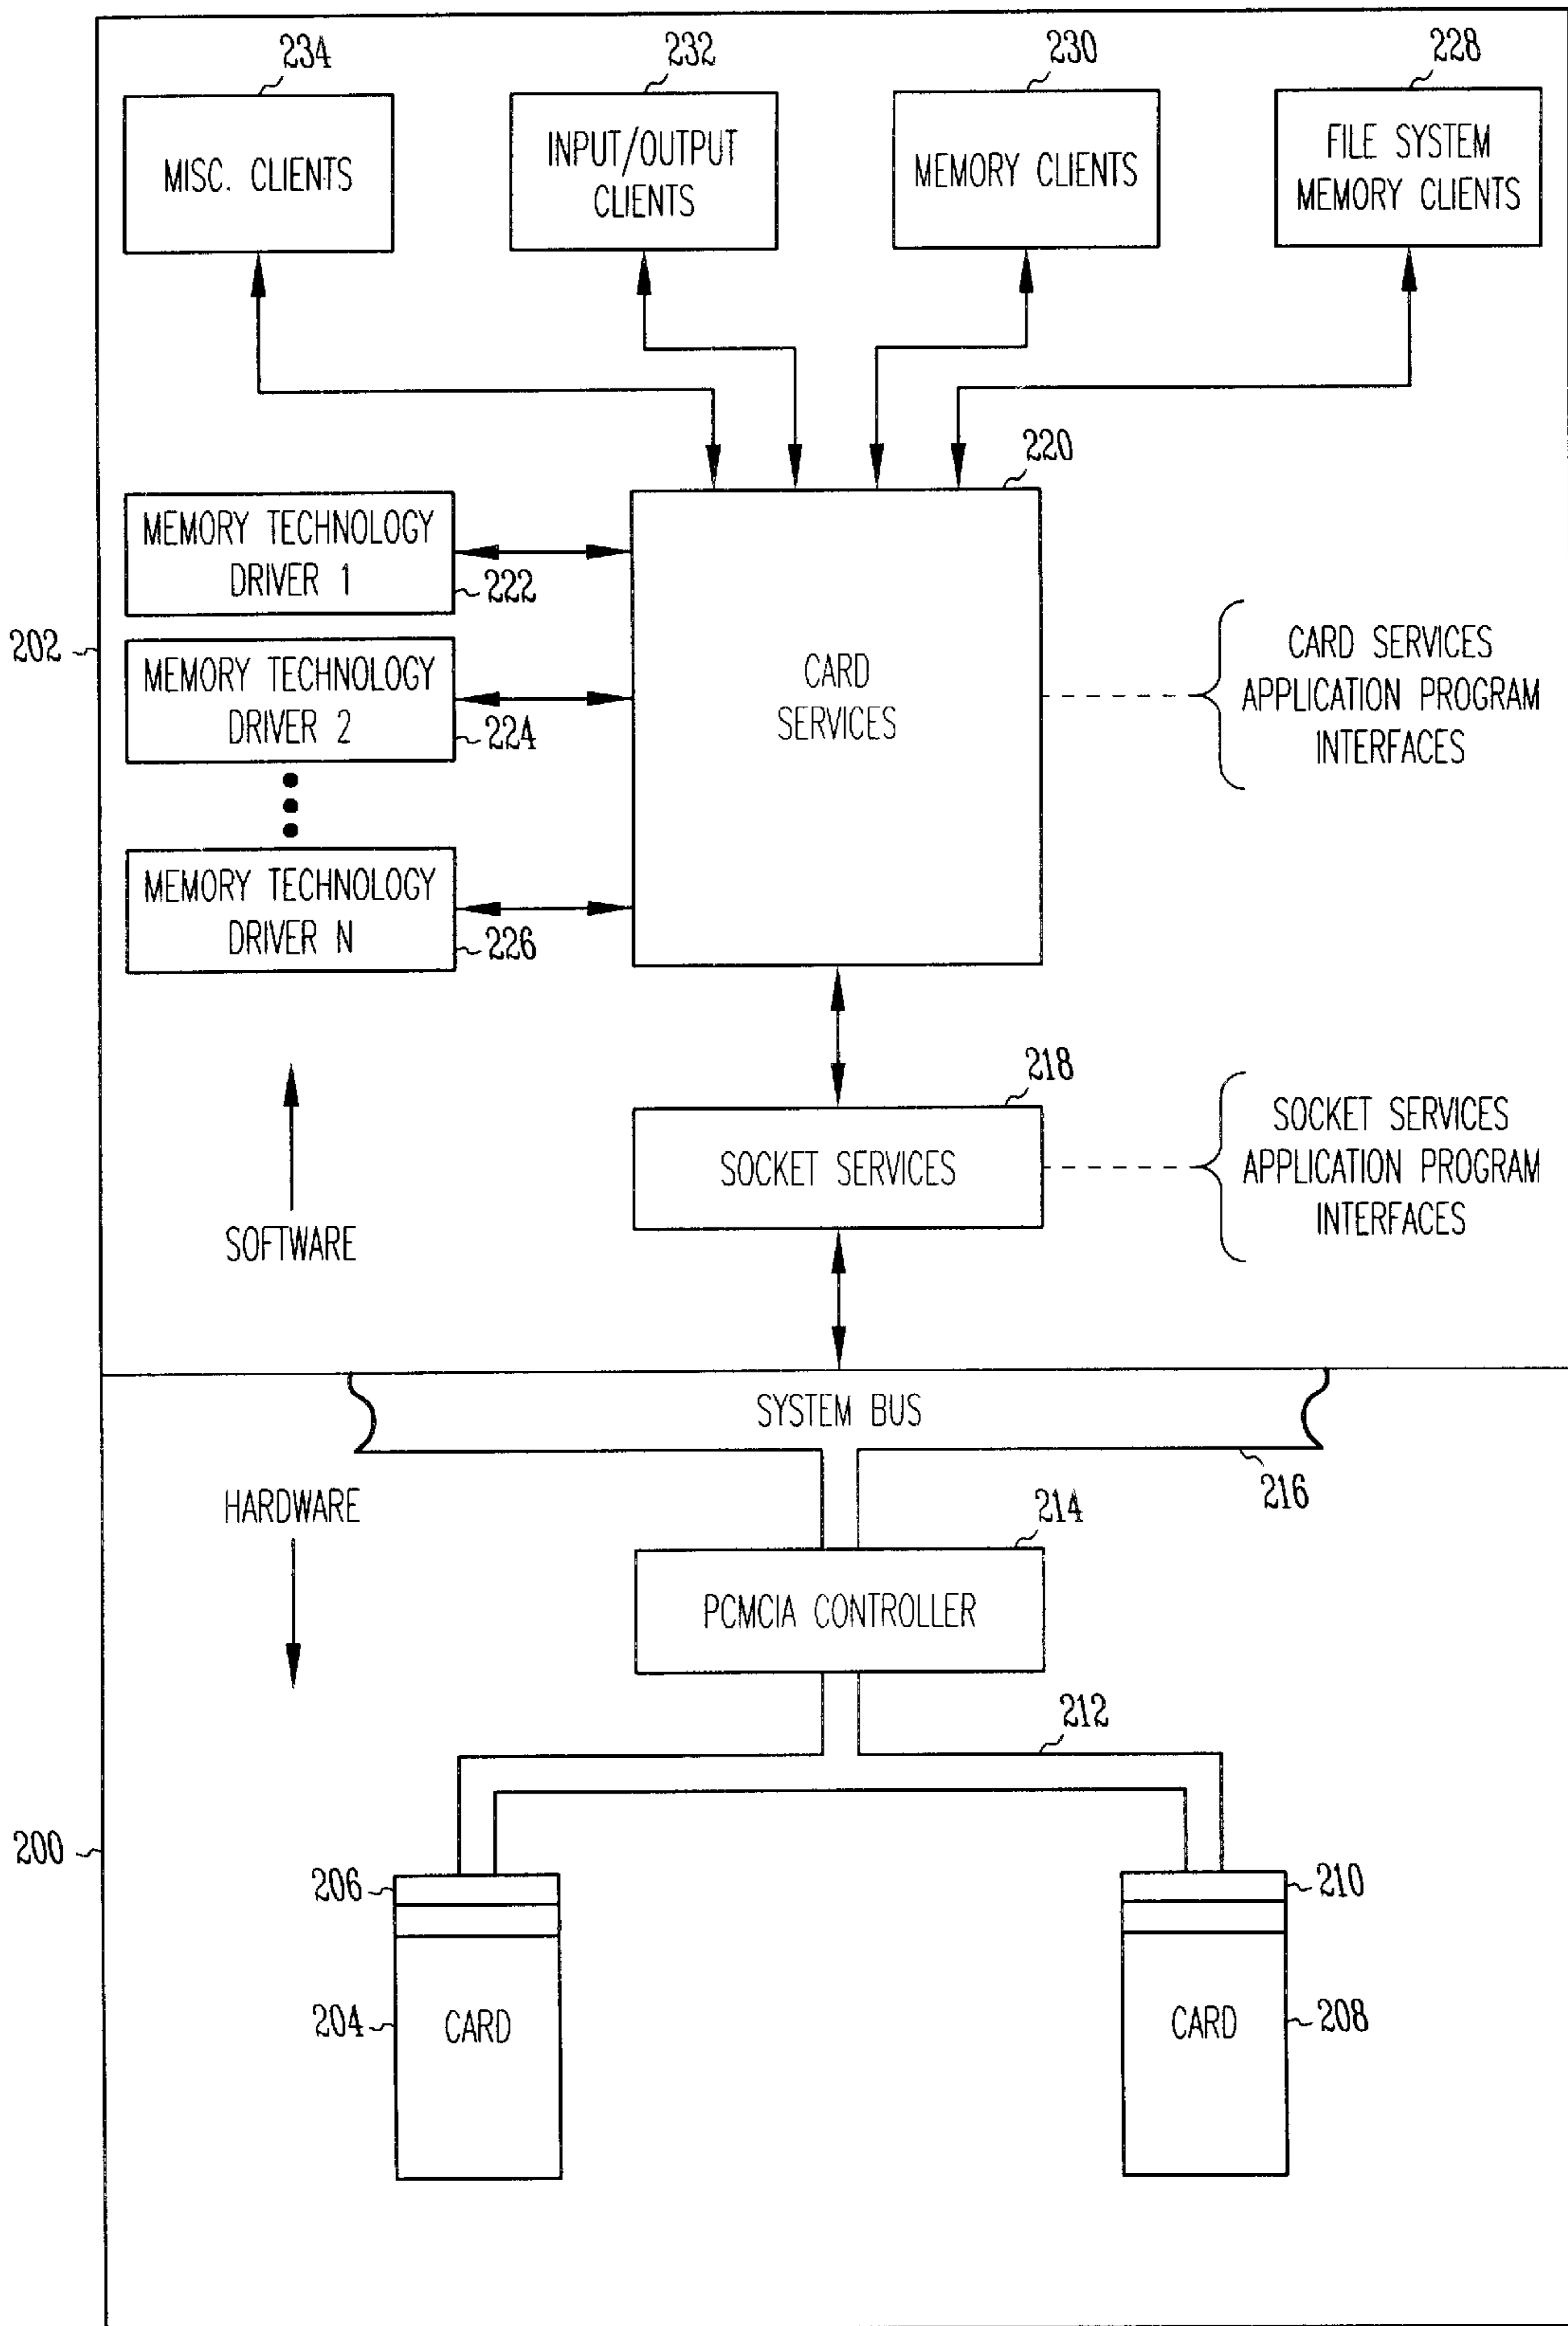 234
232
230
228
MISC. CLIENTS
INPUT/OUTPUT
CLIENTS
MEMORY CLIENTS
FILE SYSTEM
MEMORY CLIENTS
220
MEMORY TECHNOLOGY
DRIVER 1
222
202
MEMORY TECHNOLOGY
DRIVER 2
224
CARD
SERVICES
CARD SERVICES
APPLICATION PROGRAM
INTERFACES
MEMORY TECHNOLOGY
DRIVER N
226
218
SOCKET SERVICES
SOCKET SERVICES
APPLICATION PROGRAM
INTERFACES
SOFTWARE
SYSTEM BUS
216
HARDWARE
214
PCMCIA CONTROLLER
212
200
206
210
204
CARD
CARD
208